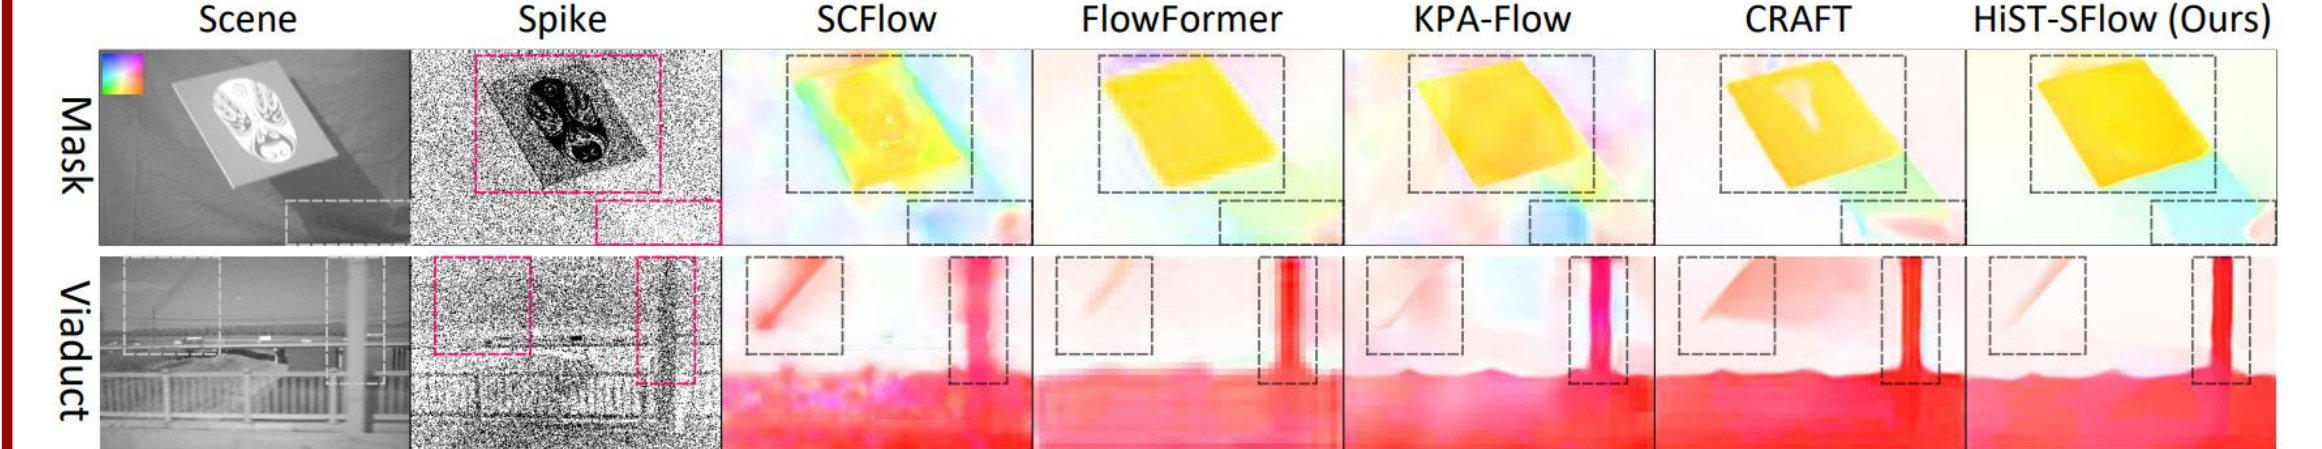 Scene Spike SCFlow FlowFormer KPA-Flow CRAFT HiST-SFlow (Ours)
Mask
Viaduct